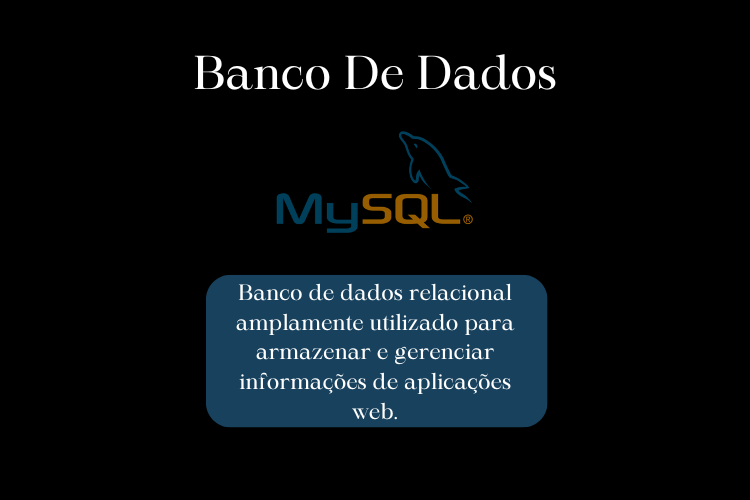 Banco De Dados
MySQL®
Banco de dados relacional
amplamente utilizado para
armazenar e gerenciar
informações de aplicações
web.